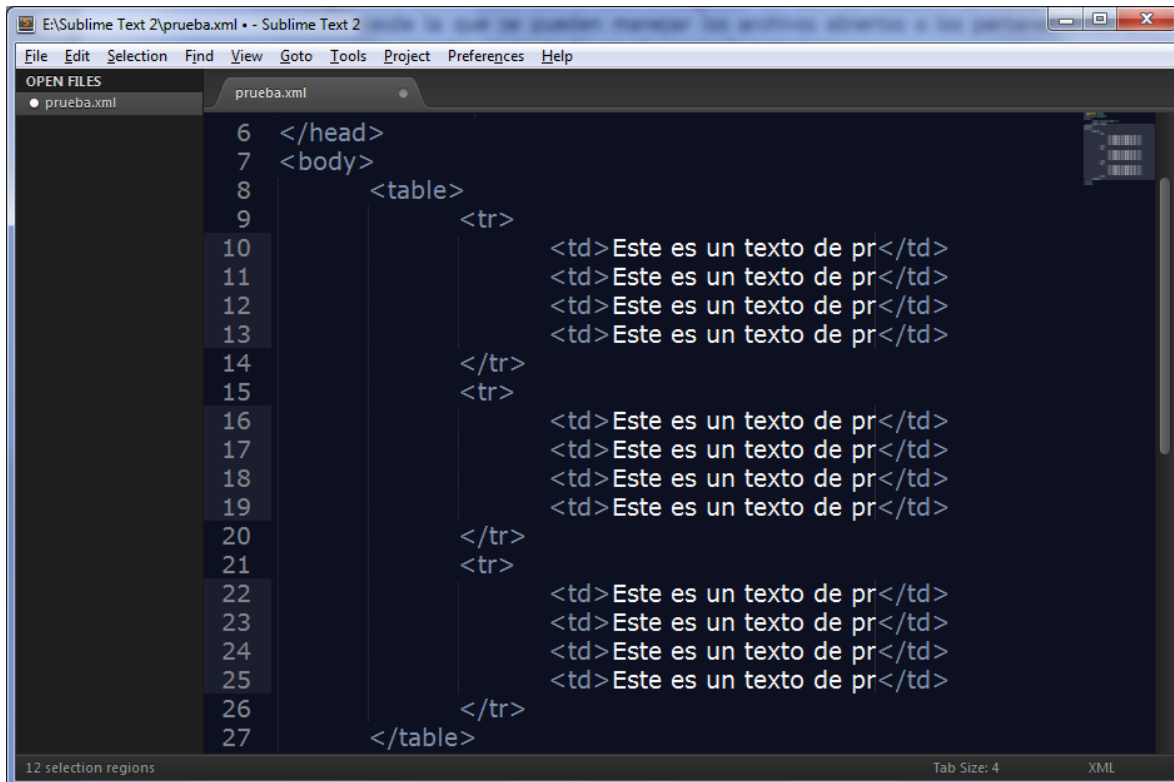 E:\Sublime Text 2\prueba.xml • - Sublime Text 2
File Edit Selection Find View Goto Tools Project Preferences Help
OPEN FILES
prueba.xml
prueba.xml
6 </head>
7 <body>
8 <table>
9 <tr>
10 <td>Este es un texto de pr</td>
11 <td>Este es un texto de pr</td>
12 <td>Este es un texto de pr</td>
13 <td>Este es un texto de pr</td>
14 </tr>
15 <tr>
16 <td>Este es un texto de pr</td>
17 <td>Este es un texto de pr</td>
18 <td>Este es un texto de pr</td>
19 <td>Este es un texto de pr</td>
20 </tr>
21 <tr>
22 <td>Este es un texto de pr</td>
23 <td>Este es un texto de pr</td>
24 <td>Este es un texto de pr</td>
25 <td>Este es un texto de pr</td>
26 </tr>
27 </table>
12 selection regions Tab Size: 4 XML